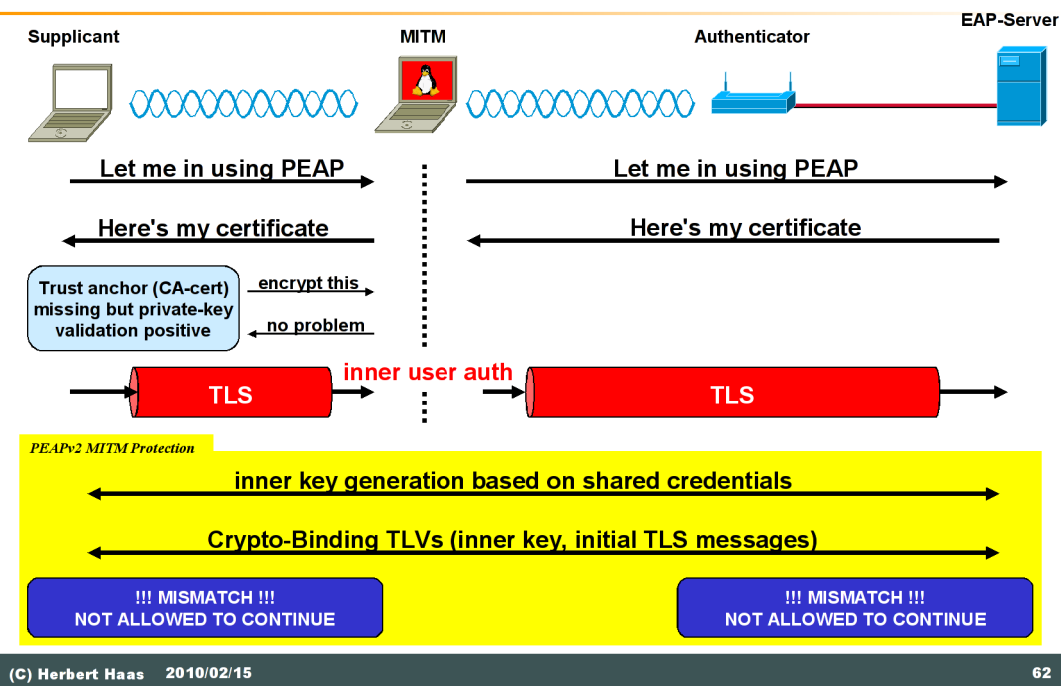 EAP-Server
Supplicant
MITM
Authenticator
Let me in using PEAP
Let me in using PEAP
Here's my certificate
Here's my certificate
Trust anchor (CA-cert)
missing but private-key
validation positive
encrypt this
no problem
inner user auth
TLS
TLS
PEAPv2 MITM Protection
inner key generation based on shared credentials
Crypto-Binding TLVs (inner key, initial TLS messages)
!!! MISMATCH !!!
NOT ALLOWED TO CONTINUE
!!! MISMATCH !!!
NOT ALLOWED TO CONTINUE
(C) Herbert Haas 2010/02/15 62